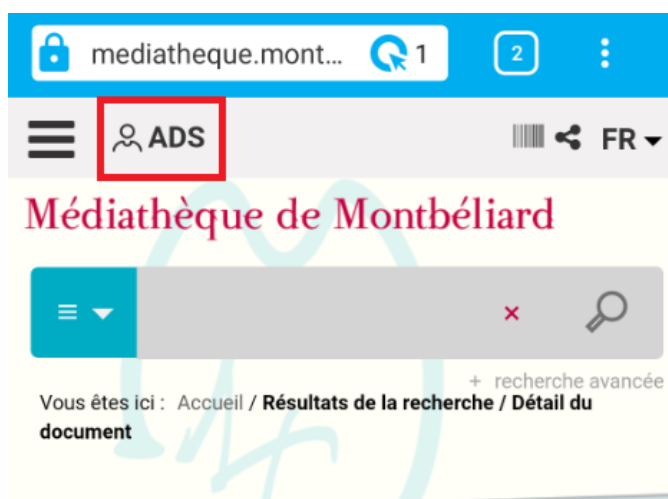 mediatheque.mont... 1 2
ADS FR
Médiathèque de Montbéliard
+ recherche avancée
Vous êtes ici : Accueil / Résultats de la recherche / Détail du
document